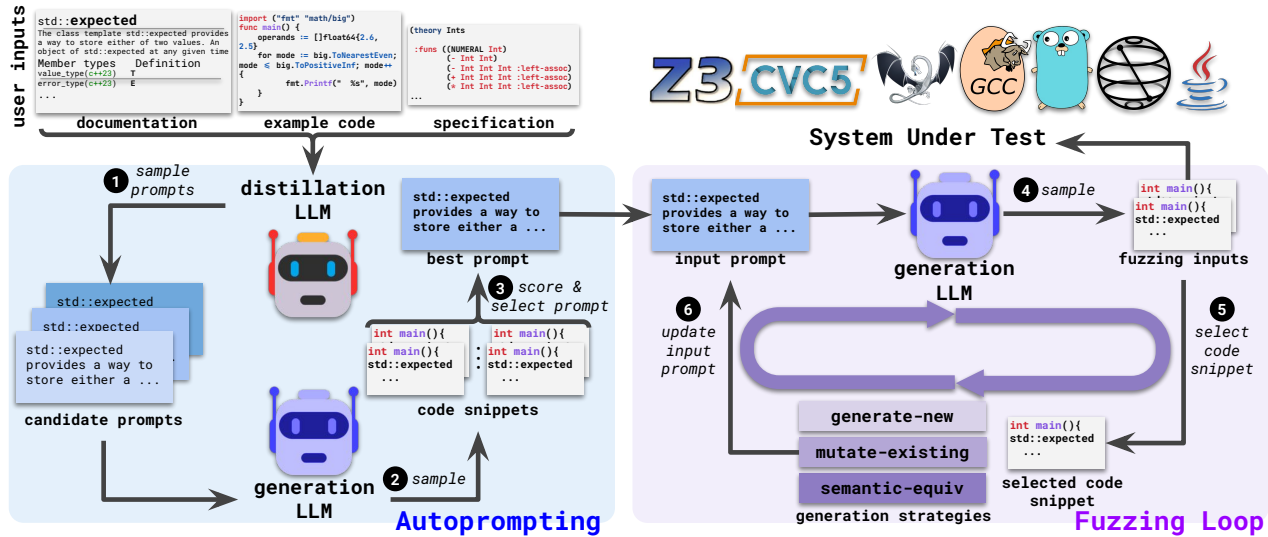 user inputs
std::expected
The class template std::expected provides
a way to store either of two values. An
object of std::expected at any given time
Member types Definition
value_type(c++23) T
error_type(c++23) E
...
documentation
import ("fmt" "math/big")
func main() {
operands := []float64{2.6,
2.5}
for mode := big.ToNearestEven;
mode ⩽ big.ToPositiveInf; mode++
{
fmt.Printf("  %s", mode)
}
}
example code
(theory Ints
:funs ((NUMERAL Int)
(- Int Int)
(- Int Int Int :left-assoc)
(+ Int Int Int :left-assoc)
(* Int Int Int :left-assoc)
...
specification
Z3
CVC5
GCC
System Under Test
1 sample
prompts
distillation
LLM
std::expected
std::expected
std::expected
provides a way to
store either a ...
candidate prompts
generation
LLM
2 sample
int main(){
int main(){
std::expected
...
:
int main(){
int main(){
std::expected
...
code snippets
3 score &
select prompt
std::expected
provides a way to
store either a ...
best prompt
Autoprompting
std::expected
provides a way to
store either a ...
input prompt
generation
LLM
4 sample
int main(){
int main(){
std::expected
...
fuzzing inputs
5
select
code
snippet
int main(){
std::expected
...
selected code
snippet
generate-new
mutate-existing
semantic-equiv
generation strategies
6
update
input
prompt
Fuzzing Loop